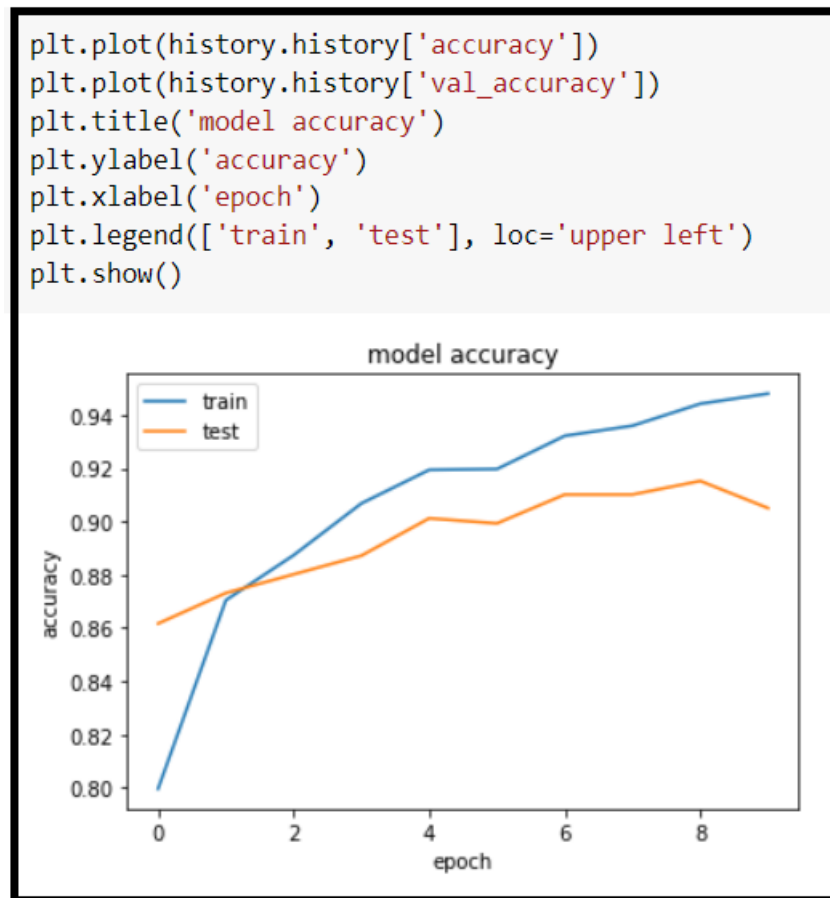 plt.plot(history.history['accuracy'])
plt.plot(history.history['val_accuracy'])
plt.title('model accuracy')
plt.ylabel('accuracy')
plt.xlabel('epoch')
plt.legend(['train', 'test'], loc='upper left')
plt.show()
model accuracy
train
test
0.94
0.92
0.90
0.88
0.86
0.84
0.82
0.80
accuracy
0 2 4 6 8
epoch